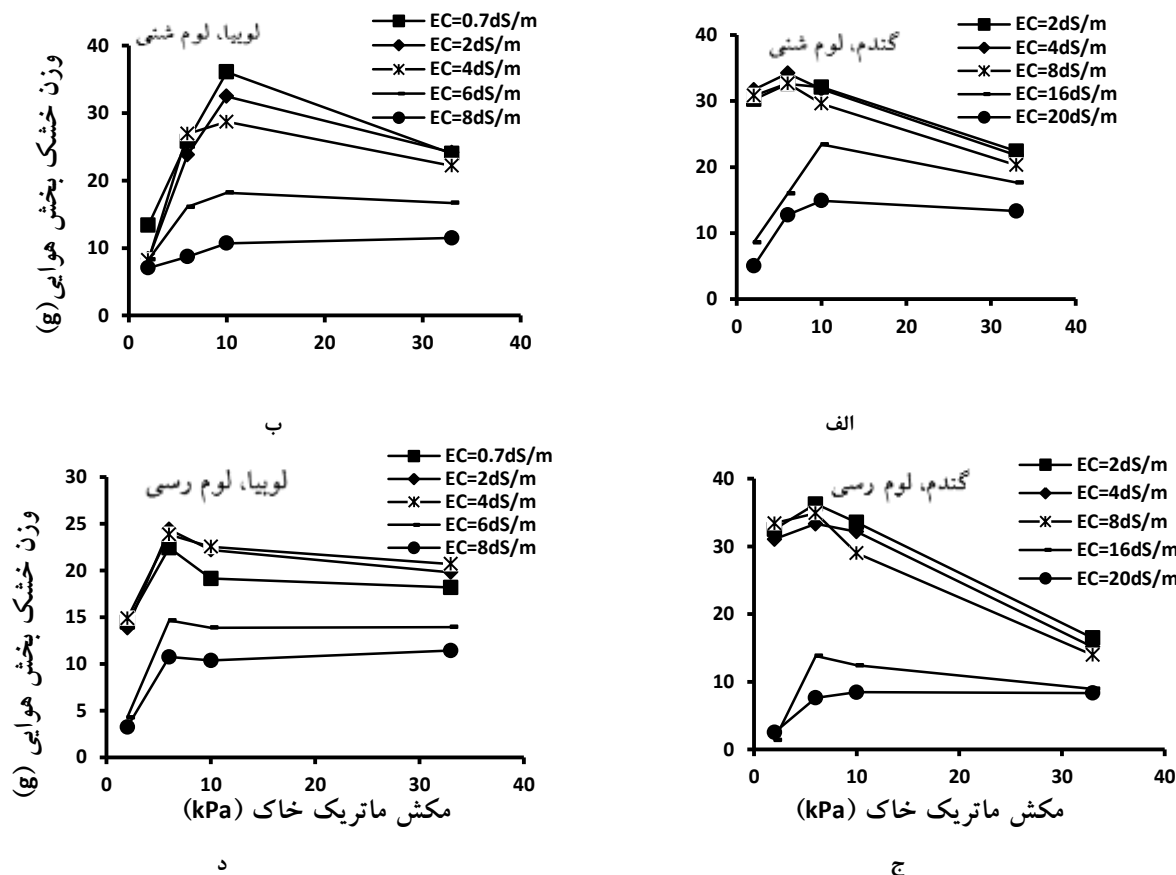 لوبیا، لوم شنی
EC=0.7dS/m
EC=2dS/m
EC=4dS/m
EC=6dS/m
EC=8dS/m
وزن خشک بخش هوایی(g)
40
30
20
10
0
0 10 20 30 40
ب
گندم، لوم شنی
EC=2dS/m
EC=4dS/m
EC=8dS/m
EC=16dS/m
EC=20dS/m
40
30
20
10
0
0 10 20 30 40
الف
لوبیا، لوم رسی
EC=0.7dS/m
EC=2dS/m
EC=4dS/m
EC=6dS/m
EC=8dS/m
وزن خشک بخش هوایی (g)
30
25
20
15
10
5
0
0 10 20 30 40
مکش ماتریک خاک (kPa)
د
گندم، لوم رسی
EC=2dS/m
EC=4dS/m
EC=8dS/m
EC=16dS/m
EC=20dS/m
40
30
20
10
0
0 10 20 30 40
مکش ماتریک خاک (kPa)
ج